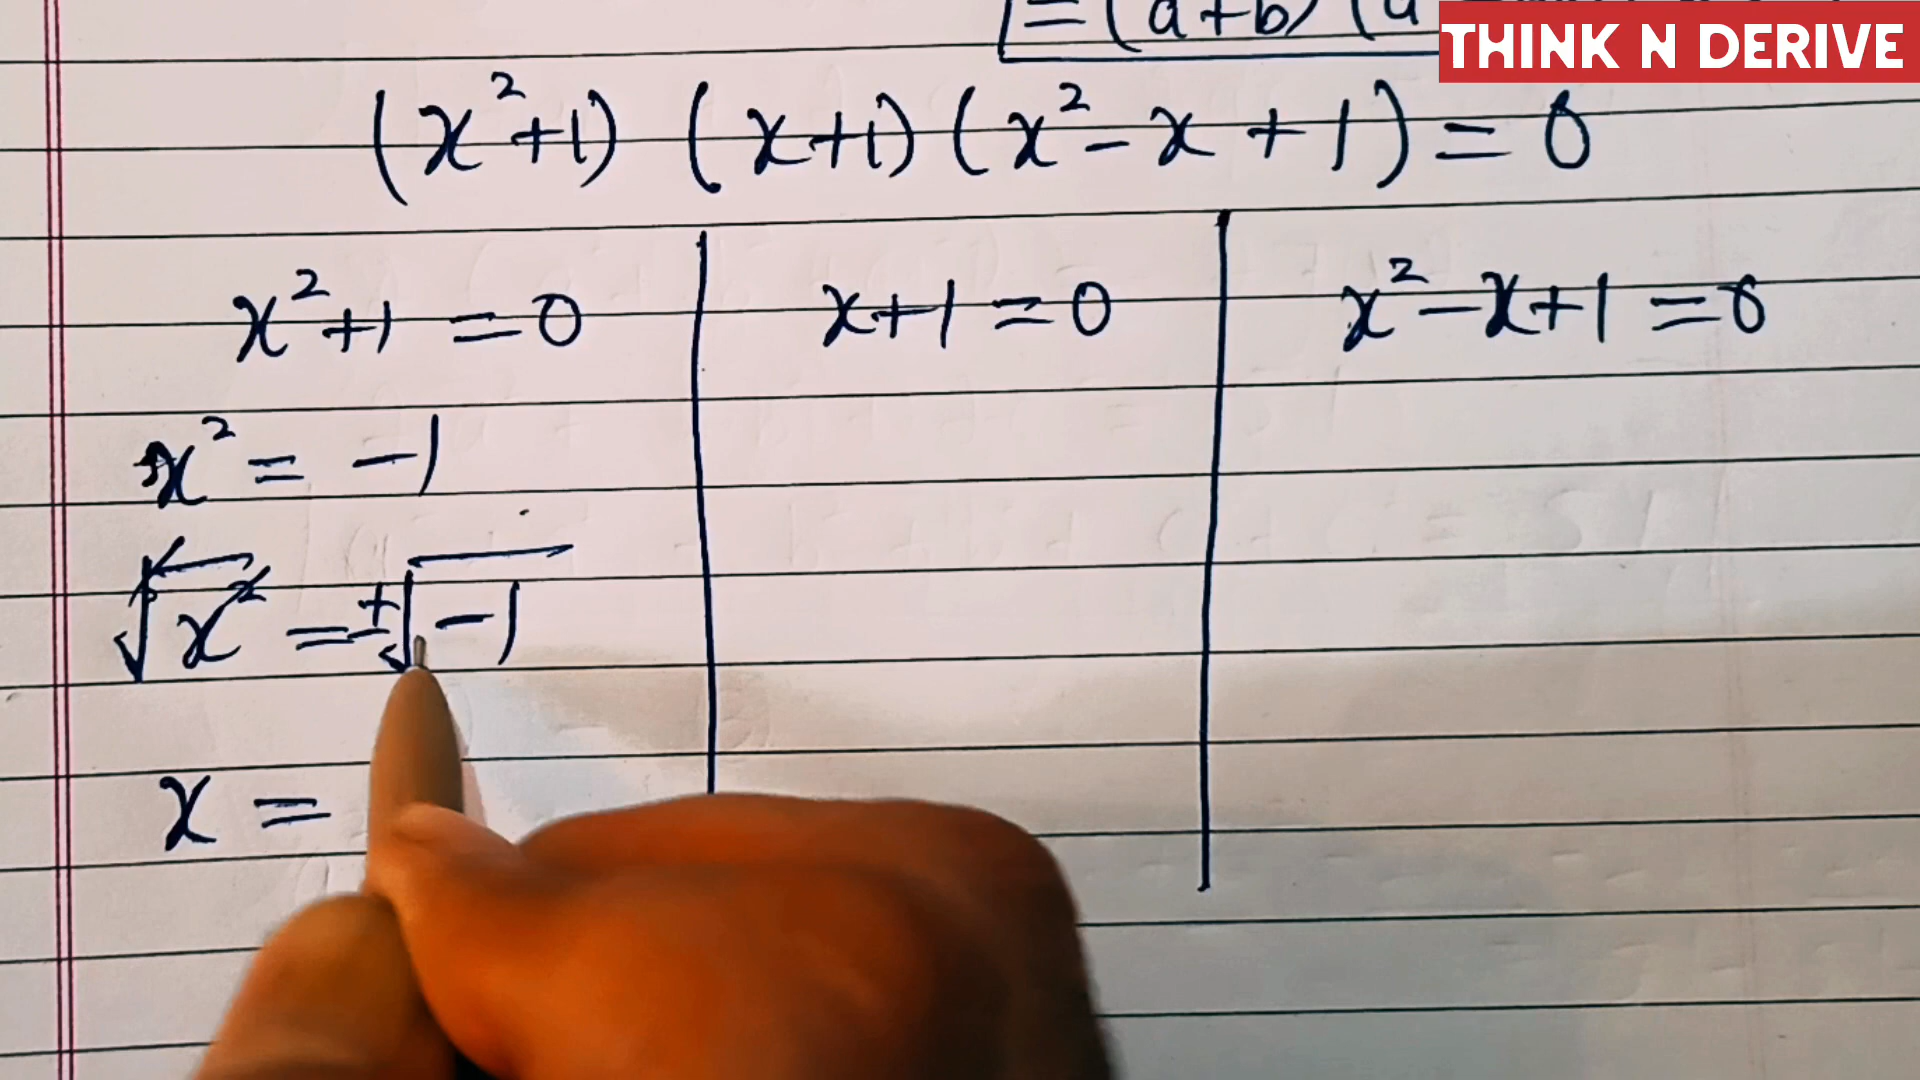 = (a+b) (a
THINK N DERIVE
(x²+1) (x+1) (x²-x+1) = 0
x²+1 = 0
x² = -1
√x² = ±√-1
x =
x+1 = 0
x²-x+1 = 0